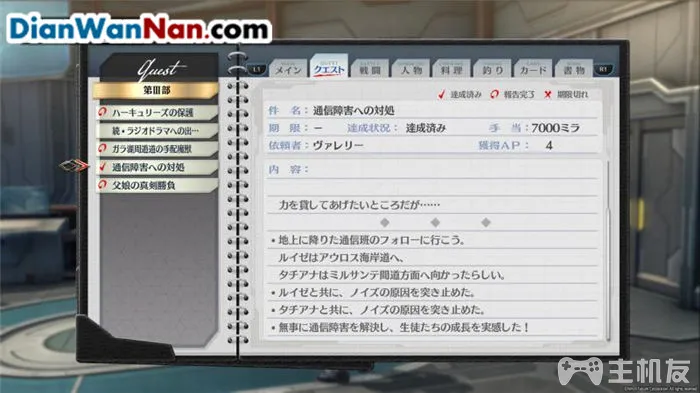 DianWanNan.com
quest
第Ⅲ部
ハーキュリーズの保護
続・ラジオドラマへの出…
ガラ湖周遊道の手配魔獣
通信障害への対処
父娘の真剣勝負
L1 メイン クエスト 戦闘 人物 料理 釣り カード 書物 R1
達成済み 報告完了 期限切れ
件 名：通信障害への対処
期 限：－ 達成状況：達成済み 手 当：7000ミラ
依頼者：ヴァレリー 獲得AP： 4
内 容：
力を貸してあげたいところだが……
・地上に降りた通信班のフォローに行こう。
ルイゼはアウロス海岸道へ、
タチアナはミルサンテ間道方面へ向かったらしい。
・ルイゼと共に、ノイズの原因を突き止めた。
・タチアナと共に、ノイズの原因を突き止めた。
・無事に通信障害を解決し、生徒たちの成長を実感した！
主机友